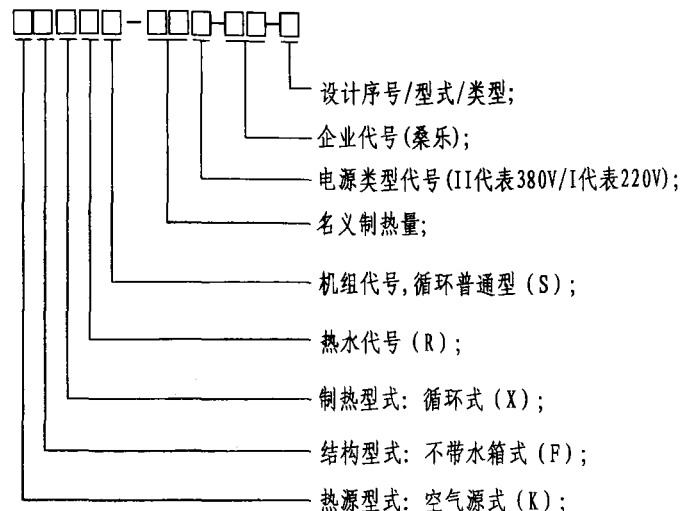 □□□□□-□□□-□□-□
设计序号/型式/类型;
企业代号(桑乐);
电源类型代号(II代表380V/I代表220V);
名义制热量;
机组代号,循环普通型(S);
热水代号(R);
制热型式: 循环式(X);
结构型式: 不带水箱式(F);
热源型式: 空气源式(K);